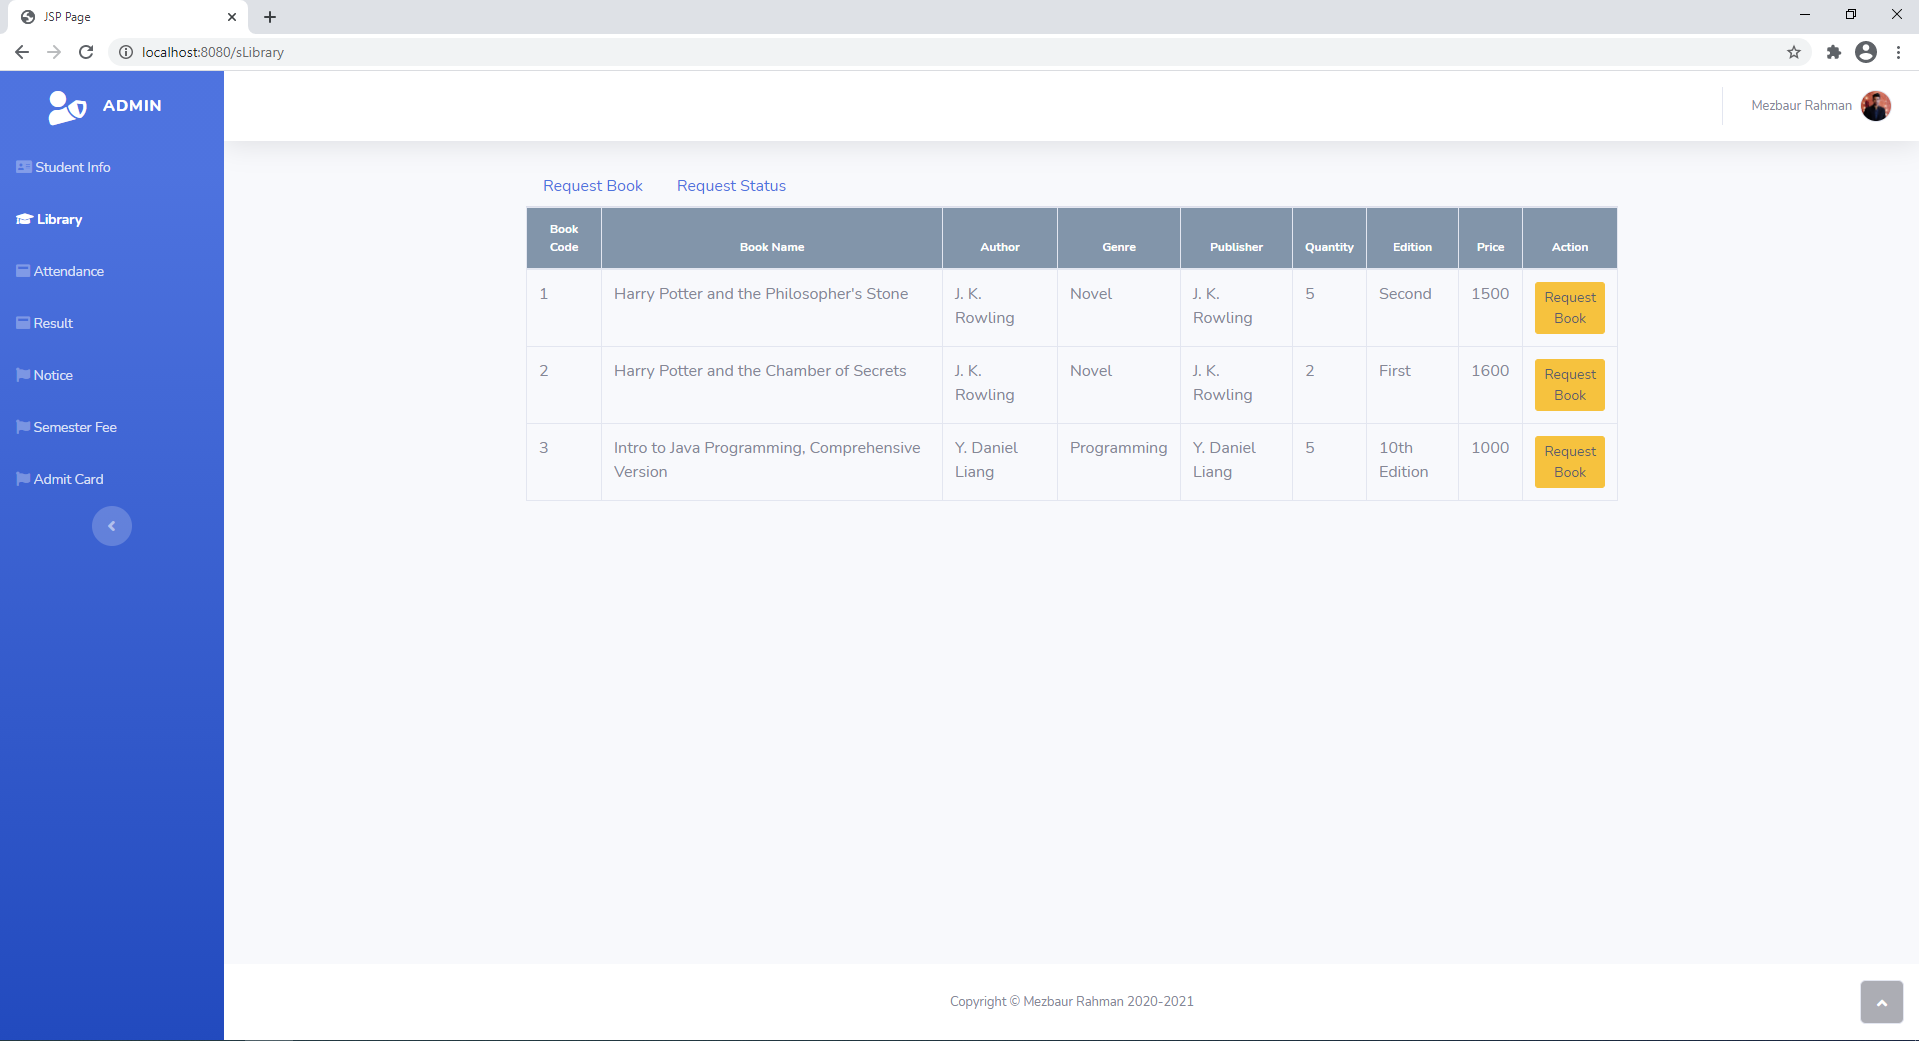 JSP Page
localhost:8080/sLibrary
ADMIN
Mezbaur Rahman
Student Info
Library
Attendance
Result
Notice
Semester Fee
Admit Card
Request Book Request Status
Book
Code Book Name Author Genre Publisher Quantity Edition Price Action
1 Harry Potter and the Philosopher's Stone J. K. Novel J. K. 5 Second 1500 Request
Rowling Rowling Book
2 Harry Potter and the Chamber of Secrets J. K. Novel J. K. 2 First 1600 Request
Rowling Rowling Book
3 Intro to Java Programming, Comprehensive Y. Daniel Programming Y. Daniel 5 10th 1000 Request
Version Liang Liang Edition Book
Copyright © Mezbaur Rahman 2020-2021